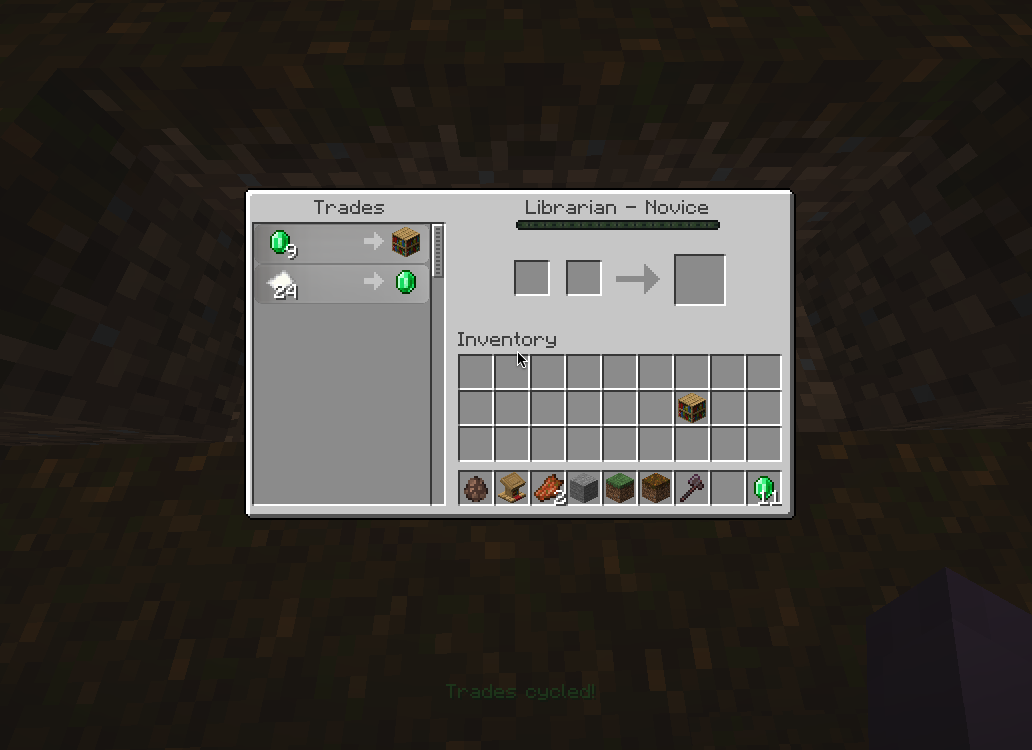 Trades
Librarian - Novice
9
24
Inventory
2
11
Trades cycled!